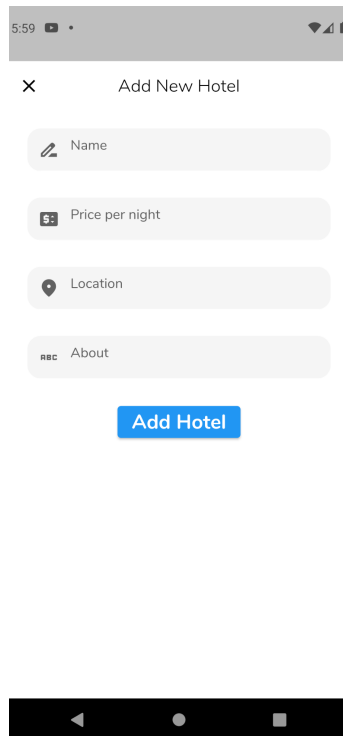 5:59
Add New Hotel
Name
$
Price per night
Location
ABC
About
Add Hotel